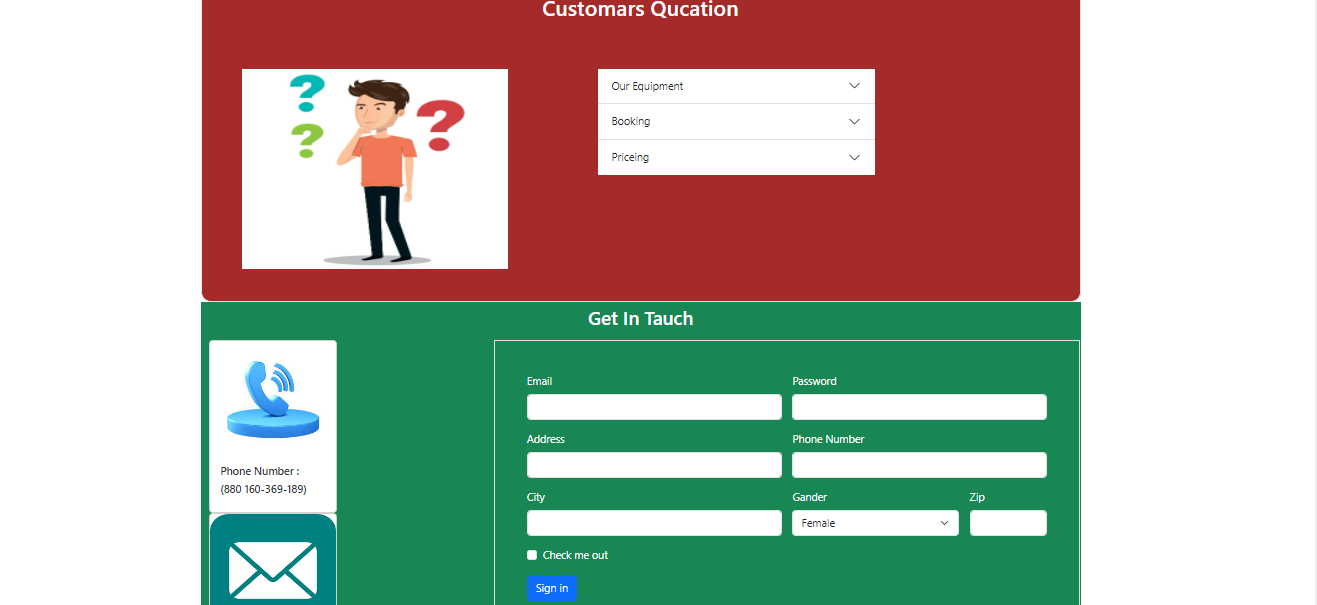 Customars Qucation
Our Equipment
Booking
Priceing
Get In Tauch
Phone Number :
(880 160-369-189)
Email
Password
Address
Phone Number
City
Gander
Zip
Female
Check me out
Sign in